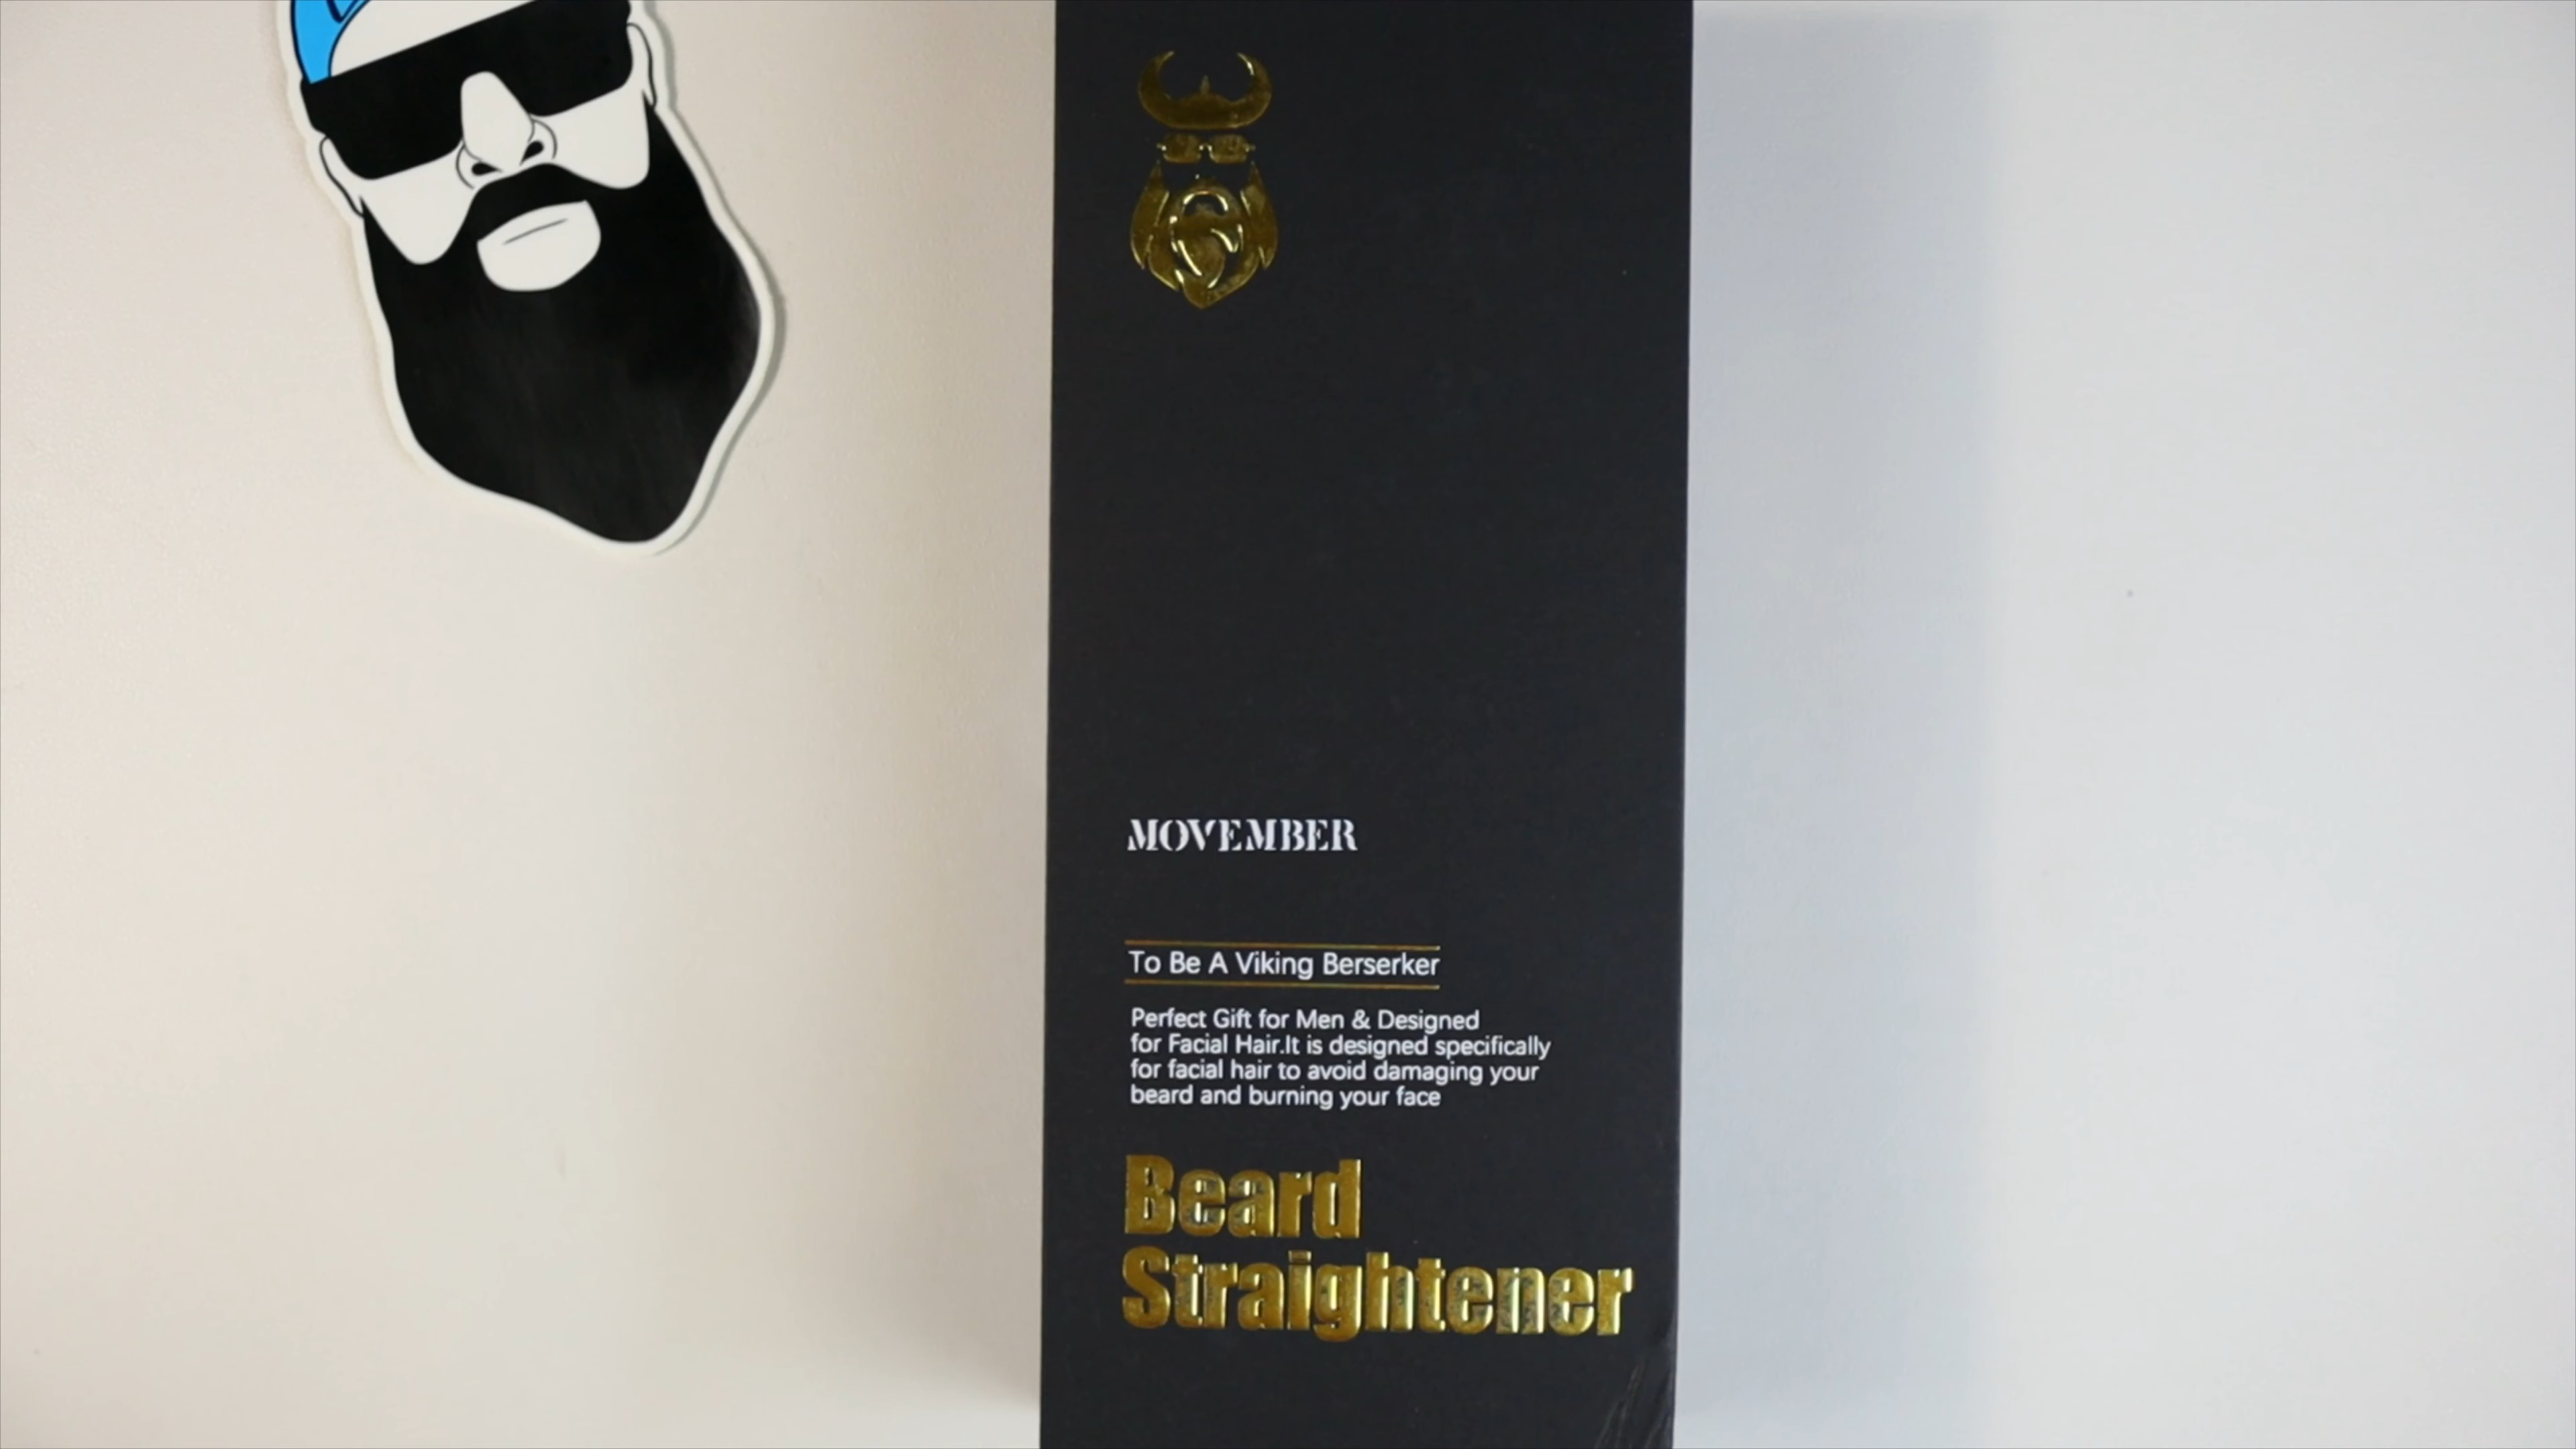 MOVEMBER
To Be A Viking Berserker
Perfect Gift for Men & Designed
for Facial Hair.It is designed specifically
for facial hair to avoid damaging your
beard and burning your face
Beard
Straightener